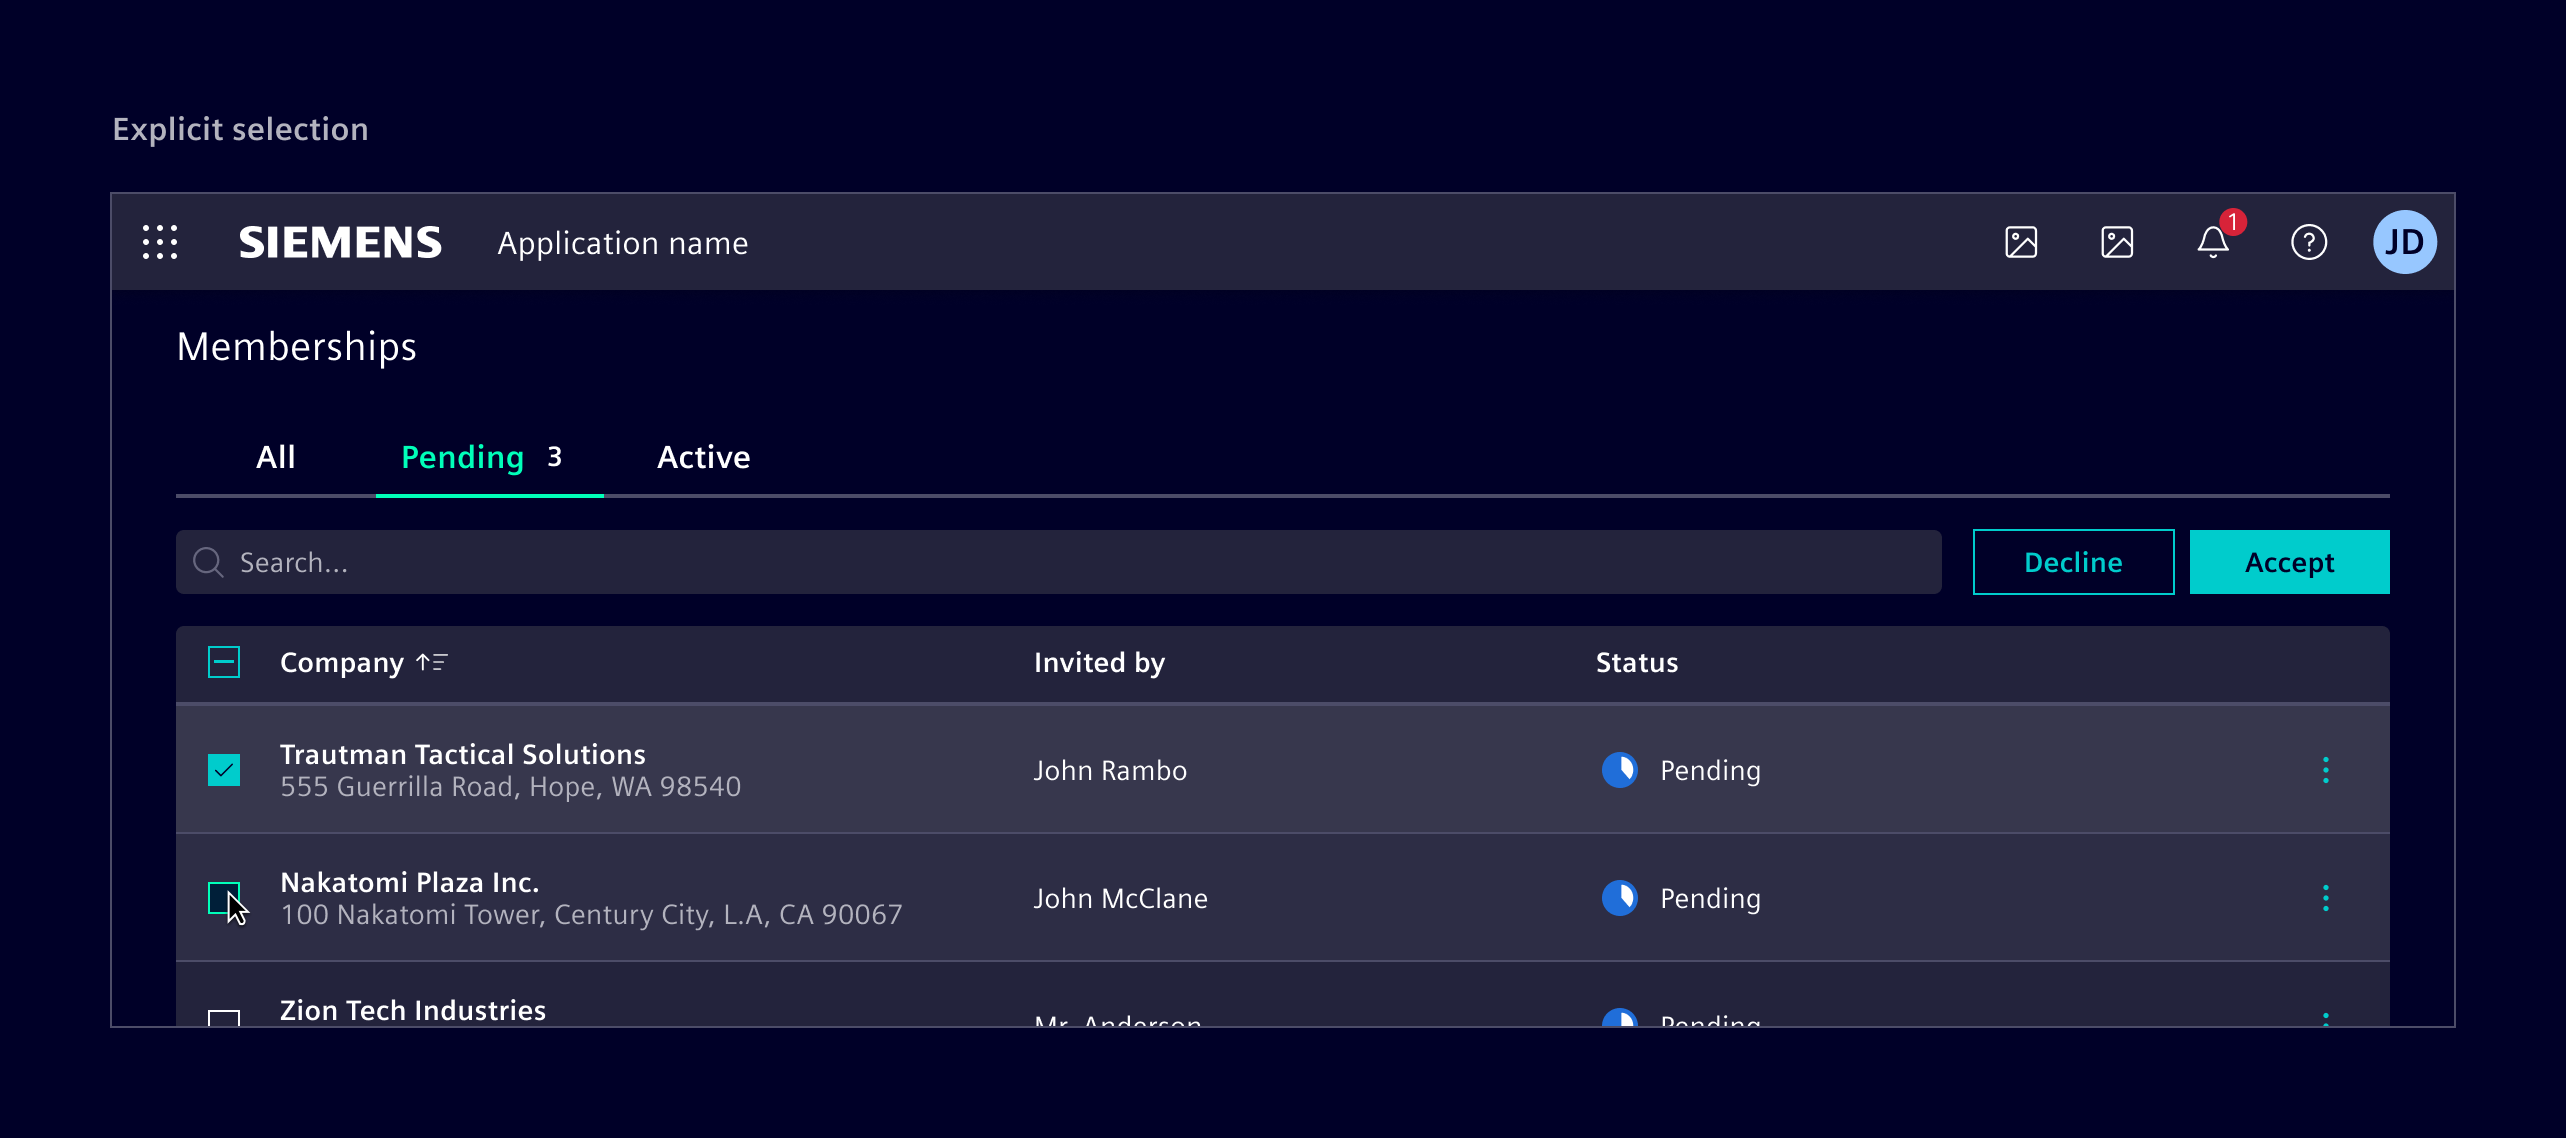 Explicit selection
SIEMENS Application name 1 JD
Memberships
All Pending 3 Active
Search... Decline Accept
Company Invited by Status
Trautman Tactical Solutions
555 Guerrilla Road, Hope, WA 98540
John Rambo Pending
Nakatomi Plaza Inc.
100 Nakatomi Tower, Century City, L.A, CA 90067
John McClane Pending
Zion Tech Industries
Mr. Anderson Pending